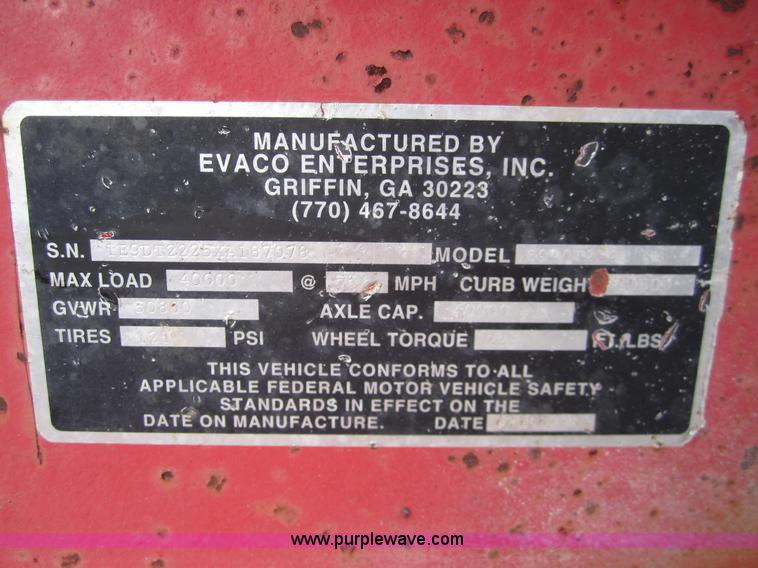 MANUFACTURED BY
EVACO ENTERPRISES, INC.
GRIFFIN, GA 30223
(770) 467-8644
S.N. MODEL
MAX LOAD 40000 @ MPH CURB WEIGH
GVWR AXLE CAP.
TIRES PSI WHEEL TORQUE FT/LBS
THIS VEHICLE CONFORMS TO ALL
APPLICABLE FEDERAL MOTOR VEHICLE SAFETY
STANDARDS IN EFFECT ON THE
DATE ON MANUFACTURE. DATE
www.purplewave.com